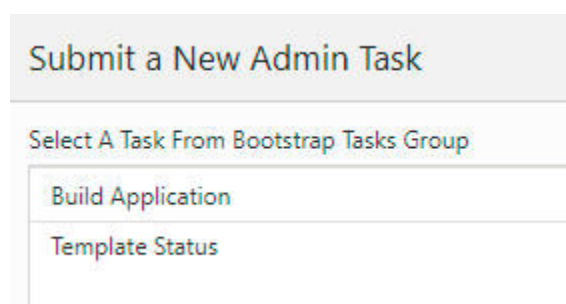 Submit a New Admin Task
Select A Task From Bootstrap Tasks Group
Build Application
Template Status